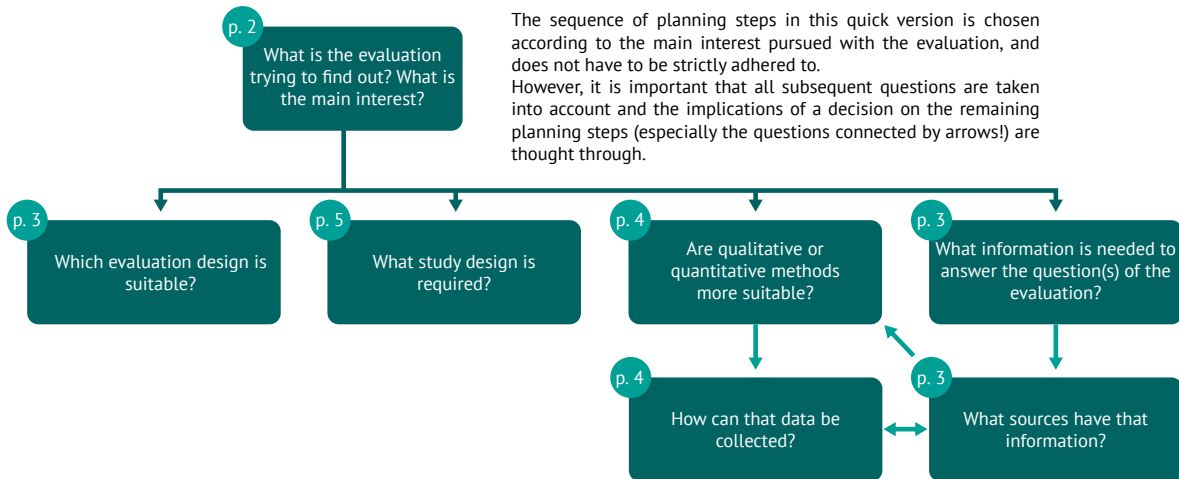 p. 2
What is the evaluation
trying to find out? What is
the main interest?
The sequence of planning steps in this quick version is chosen
according to the main interest pursued with the evaluation, and
does not have to be strictly adhered to.
However, it is important that all subsequent questions are taken
into account and the implications of a decision on the remaining
planning steps (especially the questions connected by arrows!) are
thought through.
p. 3
Which evaluation design is
suitable?
p. 5
What study design is
required?
p. 4
Are qualitative or
quantitative methods
more suitable?
p. 3
What information is needed to
answer the question(s) of the
evaluation?
p. 4
How can that data be
collected?
p. 3
What sources have that
information?